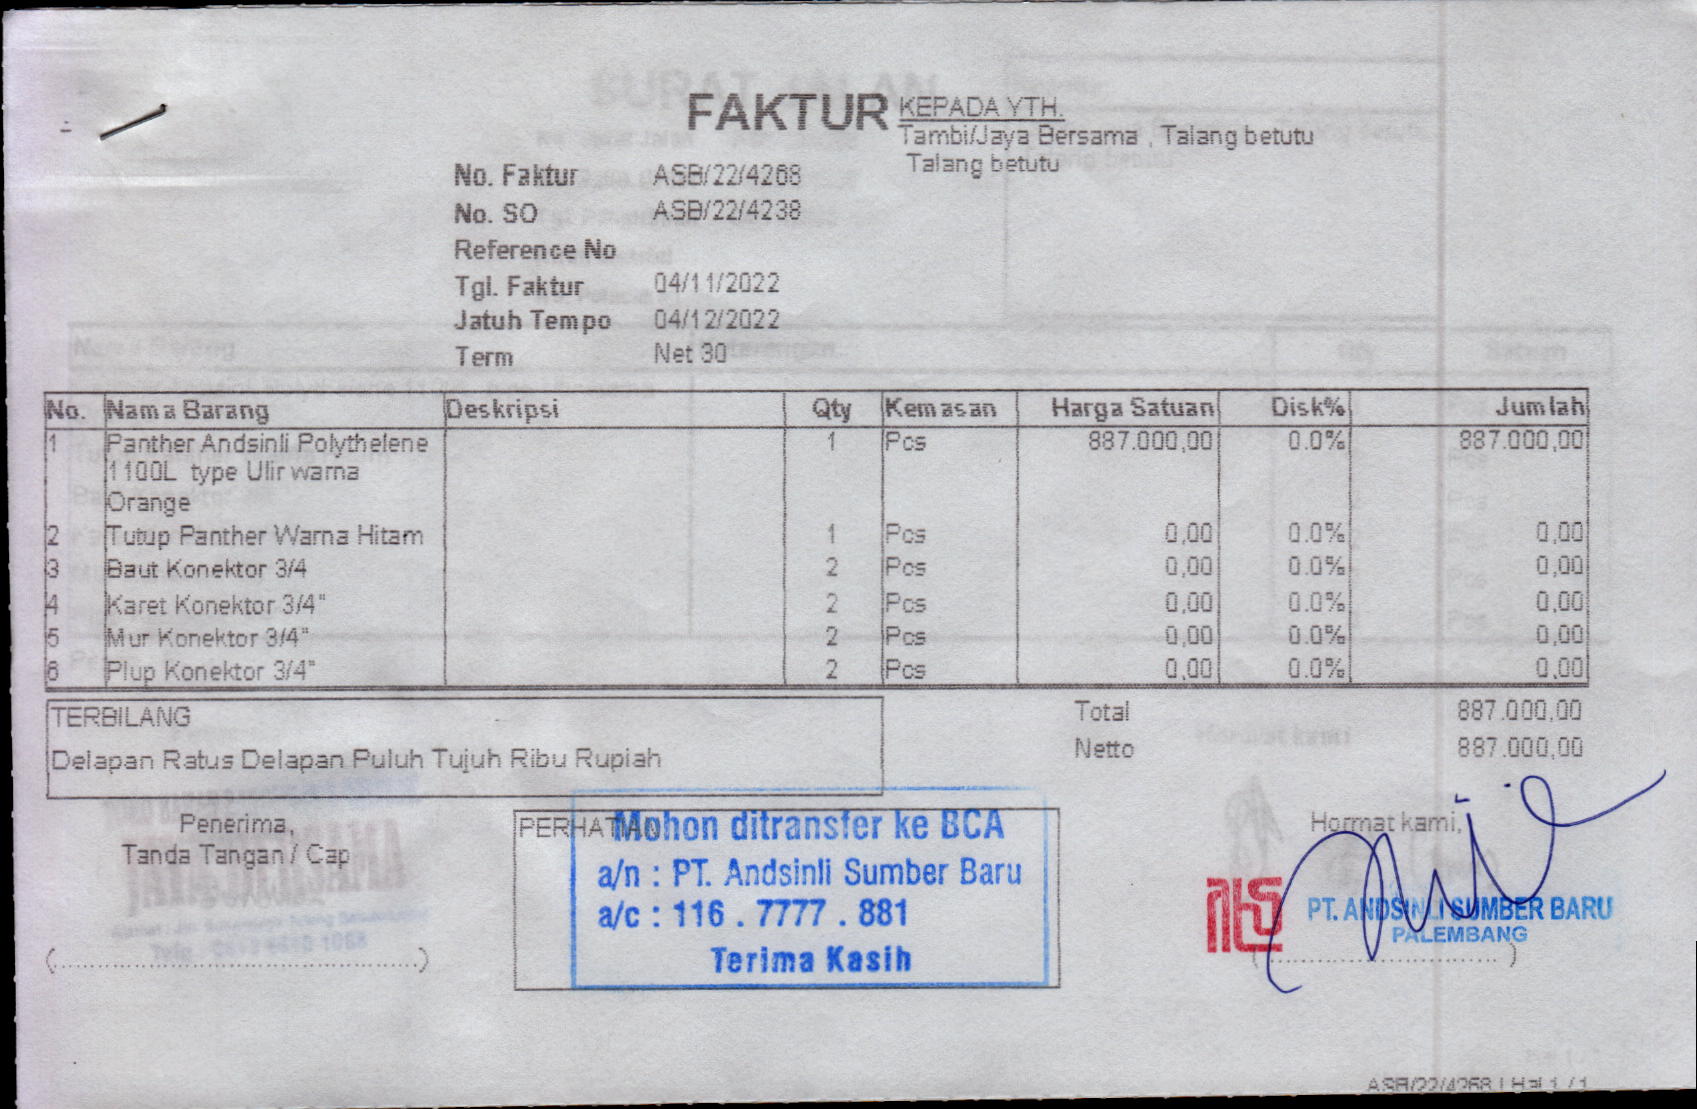 FAKTUR
KEPADA YTH.
Tambi/Jaya Bersama , Talang betutu
Talang betutu
No. Faktur ASB/22/4268
No. SO ASB/22/4238
Reference No
Tgl. Faktur 04/11/2022
Jatuh Tempo 04/12/2022
Term Net 30
No. Nama Barang Deskripsi Qty Kemasan Harga Satuan Disk% Jumlah
1 Panther Andsinli Polythelene 1 Pcs 887.000,00 0.0% 887.000,00
1100L type Ulir warna
Orange
2 Tutup Panther Warna Hitam 1 Pcs 0,00 0.0% 0,00
3 Baut Konektor 3/4 2 Pcs 0,00 0.0% 0,00
4 Karet Konektor 3/4" 2 Pcs 0,00 0.0% 0,00
5 Mur Konektor 3/4" 2 Pcs 0,00 0.0% 0,00
6 Plup Konektor 3/4" 2 Pcs 0,00 0.0% 0,00
TERBILANG
Delapan Ratus Delapan Puluh Tujuh Ribu Rupiah
Total 887.000,00
Netto 887.000,00
Penerima,
Tanda Tangan / Cap
(....................................................)
PERHATIAN
Mohon ditransfer ke BCA
a/n : PT. Andsinli Sumber Baru
a/c : 116 . 7777 . 881
Terima Kasih
Hormat kami,
PT. ANDSINLI SUMBER BARU
PALEMBANG
(................................)
ASB/22/4268 | Hal 1 / 1